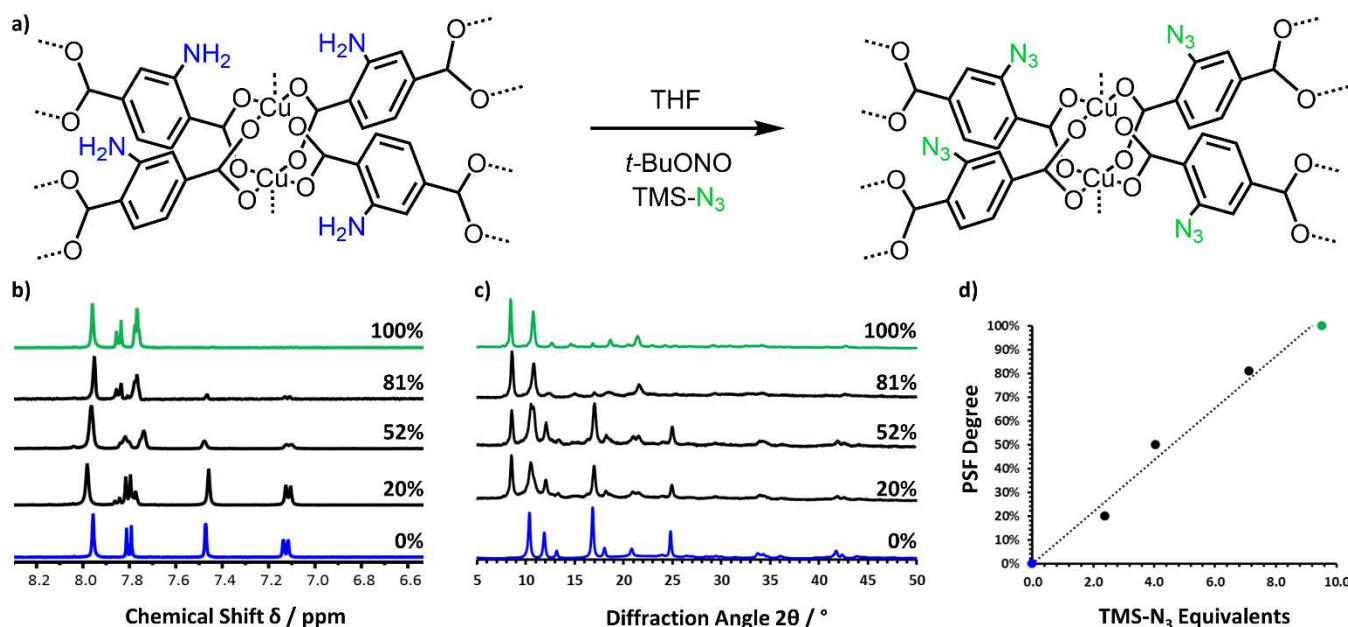 a)
O
O
NH₂
H₂N
O
O
O
Cu
O
O
O
O
O
H₂N
O
O
Cu
O
O
O
O
H₂N
THF
t-BuONO
TMS-N₃
O
O
N₃
N₃
O
O
O
Cu
O
O
O
O
O
N₃
O
O
Cu
O
O
O
O
N₃
b)
100%
81%
52%
20%
0%
8.2 8.0 7.8 7.6 7.4 7.2 7.0 6.8 6.6
Chemical Shift δ / ppm
c)
100%
81%
52%
20%
0%
5 10 15 20 25 30 35 40 45 50
Diffraction Angle 2θ / °
d)
PSF Degree
100%
90%
80%
70%
60%
50%
40%
30%
20%
10%
0%
0.0 2.0 4.0 6.0 8.0 10.0
TMS-N₃ Equivalents